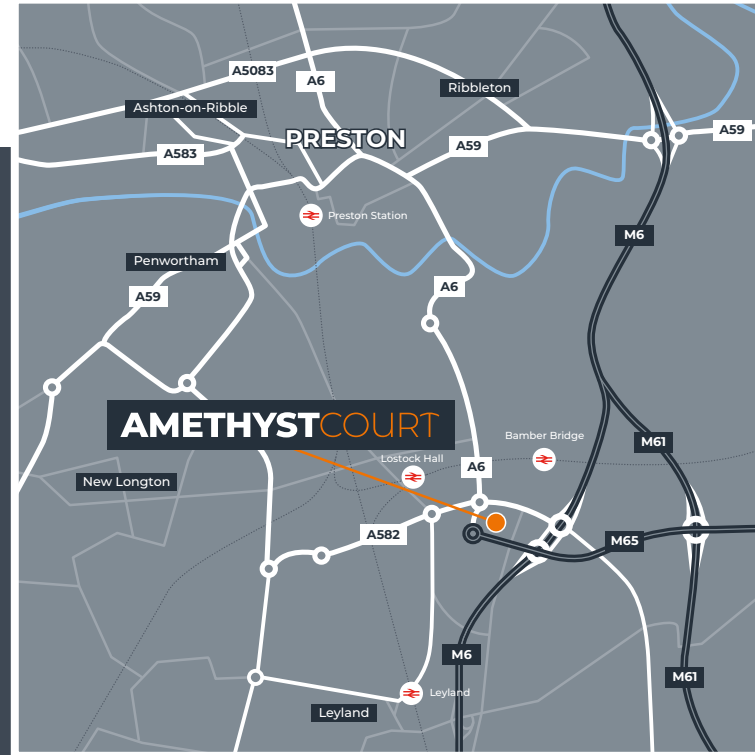 A5083
A6
Ribbleton
Ashton-on-Ribble
PRESTON
A59
A59
A583
Preston Station
M6
Penwortham
A6
A59
AMETHYSTCOURT
Bamber Bridge
M61
Lostock Hall
A6
New Longton
A582
M65
M6
M61
Leyland
Leyland